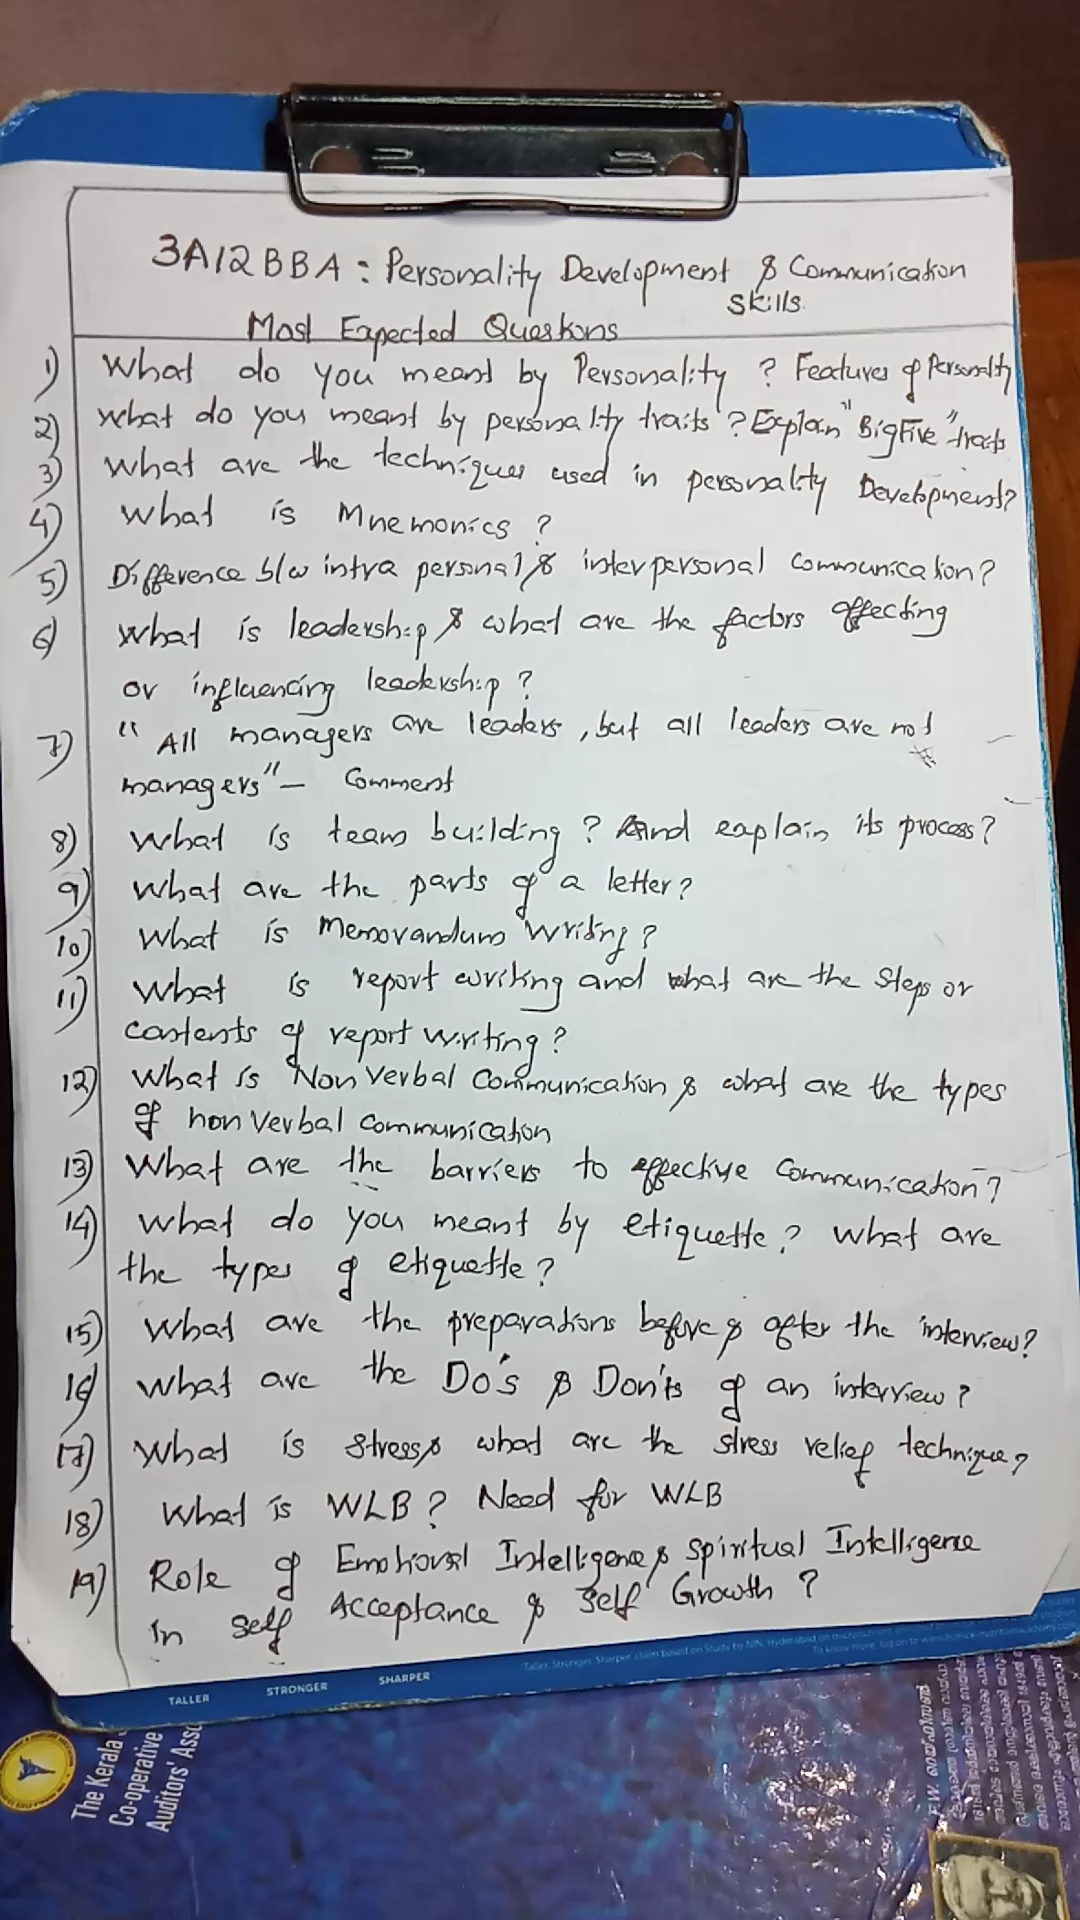 3A12BBA : Personality Development & Communication
Skills.
Most Expected Questions
1) What do you meant by Personality ? Features of Personality
2) What do you meant by personality traits ? Explain "Big Five" traits
3) What are the techniques used in personality Development?
4) What is Mnemonics ?
5) Difference b/w intra personal & interpersonal communication?
6) What is leadership & what are the factors affecting
or influencing leadership ?
7) "All managers are leaders, but all leaders are not
managers" - Comment
8) What is team building ? And explain its process?
9) What are the parts of a letter?
10) What is Memorandum Writing?
11) What is report writing and what are the steps or
contents of report writing?
12) What is Non Verbal Communication & what are the types
of non Verbal communication
13) What are the barriers to effective Communication?
14) What do you meant by etiquette? What are
the types of etiquette?
15) What are the preparations before & after the interview?
16) What are the Do's & Don'ts of an interview?
17) What is stress & what are the stress relief technique?
18) What is WLB? Need for WLB
19) Role of Emotional Intelligence & Spiritual Intelligence
In Self Acceptance & Self Growth ?
TALLER STRONGER SHARPER
The Kerala
Co-operative
Auditors' Asso